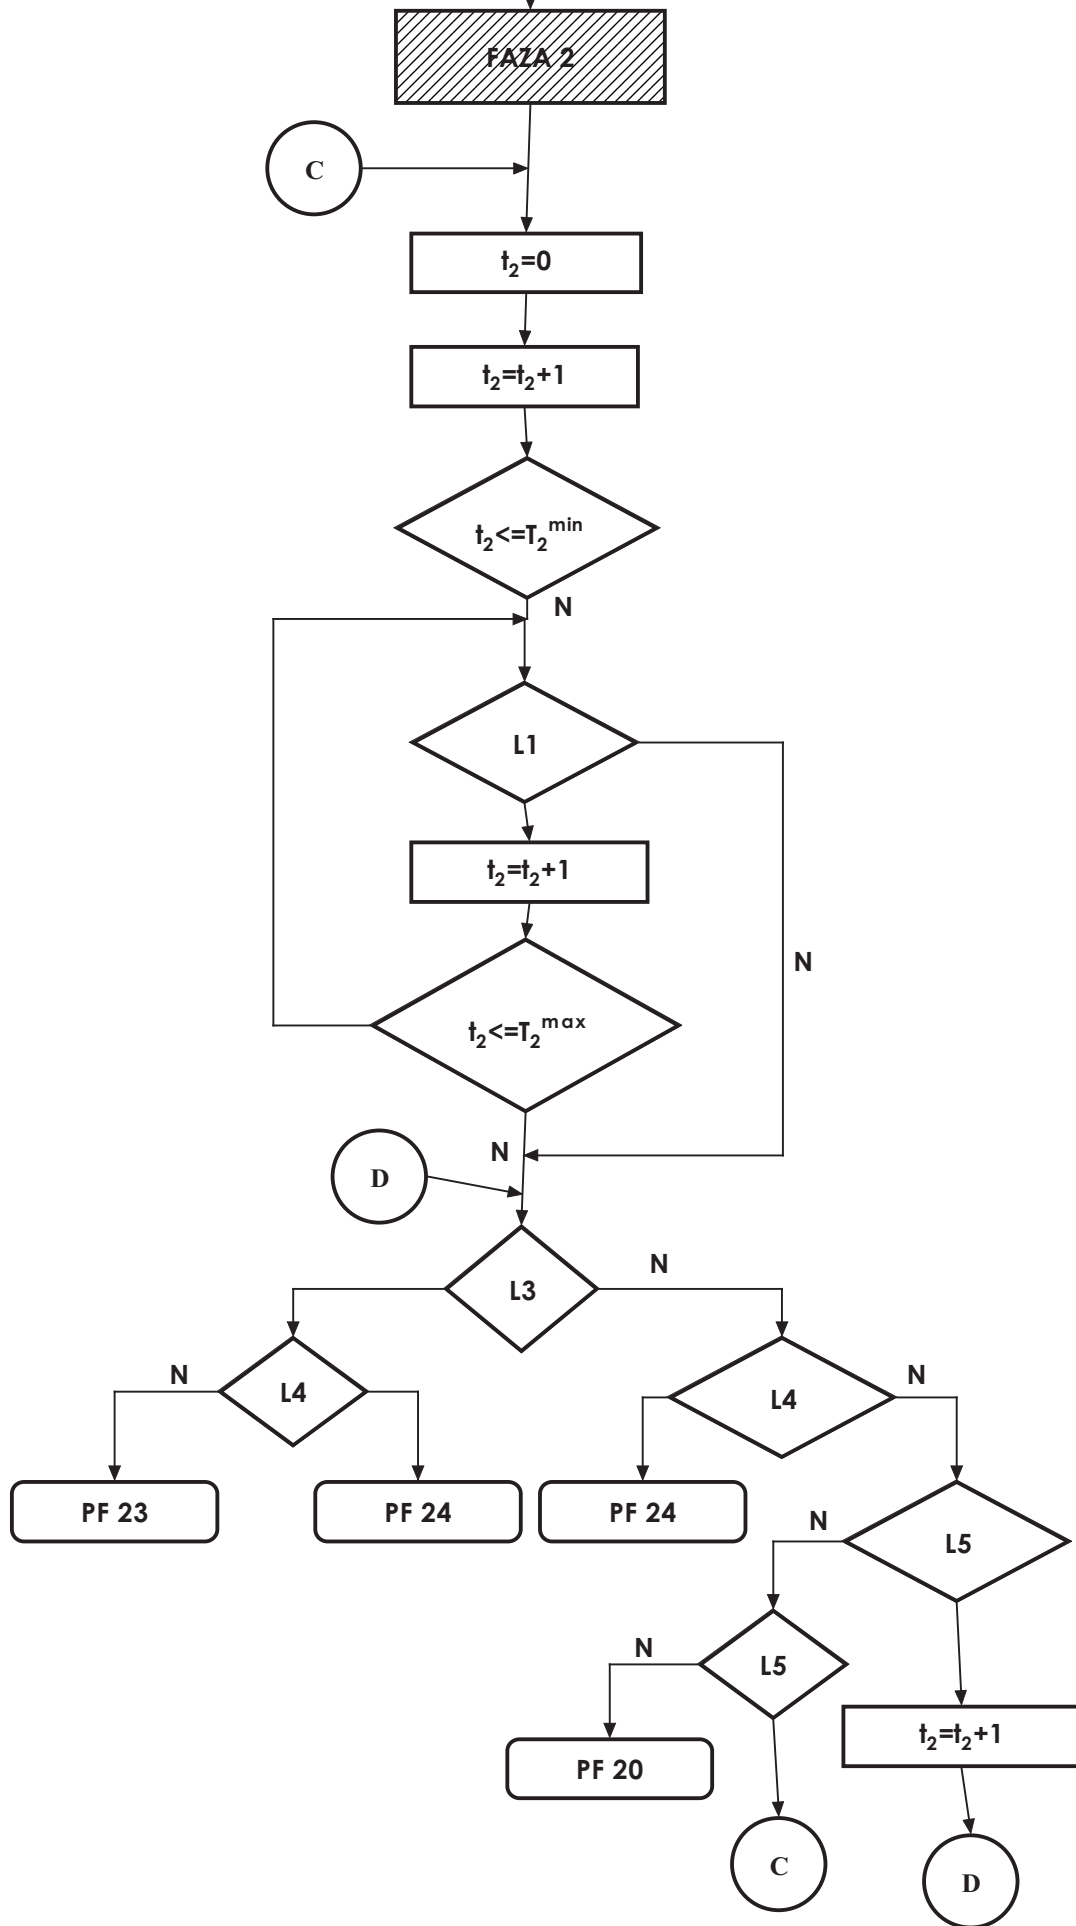 FAZA 2
C
t₂=0
t₂=t₂+1
t₂<=T₂ᵐⁱⁿ
N
L1
t₂=t₂+1
N
t₂<=T₂ᵐᵃˣ
N
D
N
L3
N
L4
L4
N
PF 23
PF 24
PF 24
N
L5
N
L5
t₂=t₂+1
PF 20
C
D